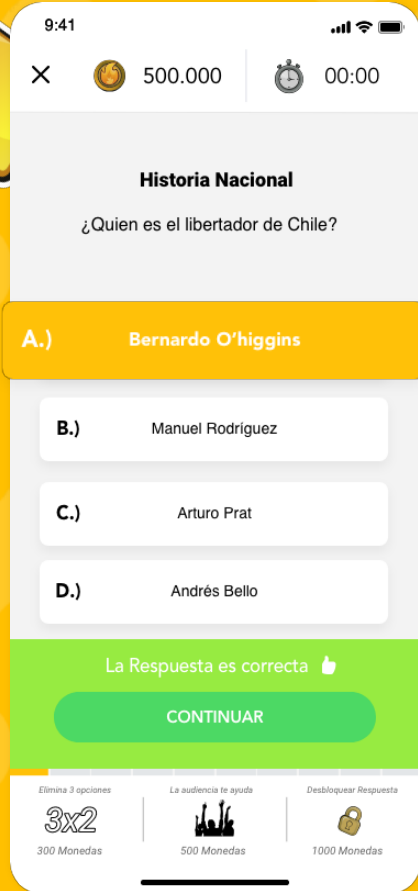 9:41
500.000
00:00
Historia Nacional
¿Quien es el libertador de Chile?
A.) Bernardo O'higgins
B.) Manuel Rodríguez
C.) Arturo Prat
D.) Andrés Bello
La Respuesta es correcta
CONTINUAR
Elimina 3 opciones La audiencia te ayuda Desbloquear Respuesta
3x2
300 Monedas 500 Monedas 1000 Monedas